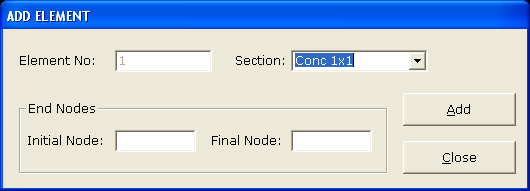 ADD ELEMENT
Element No: 1 Section: Conc 1x1
End Nodes
Initial Node: Final Node:
Add
Close